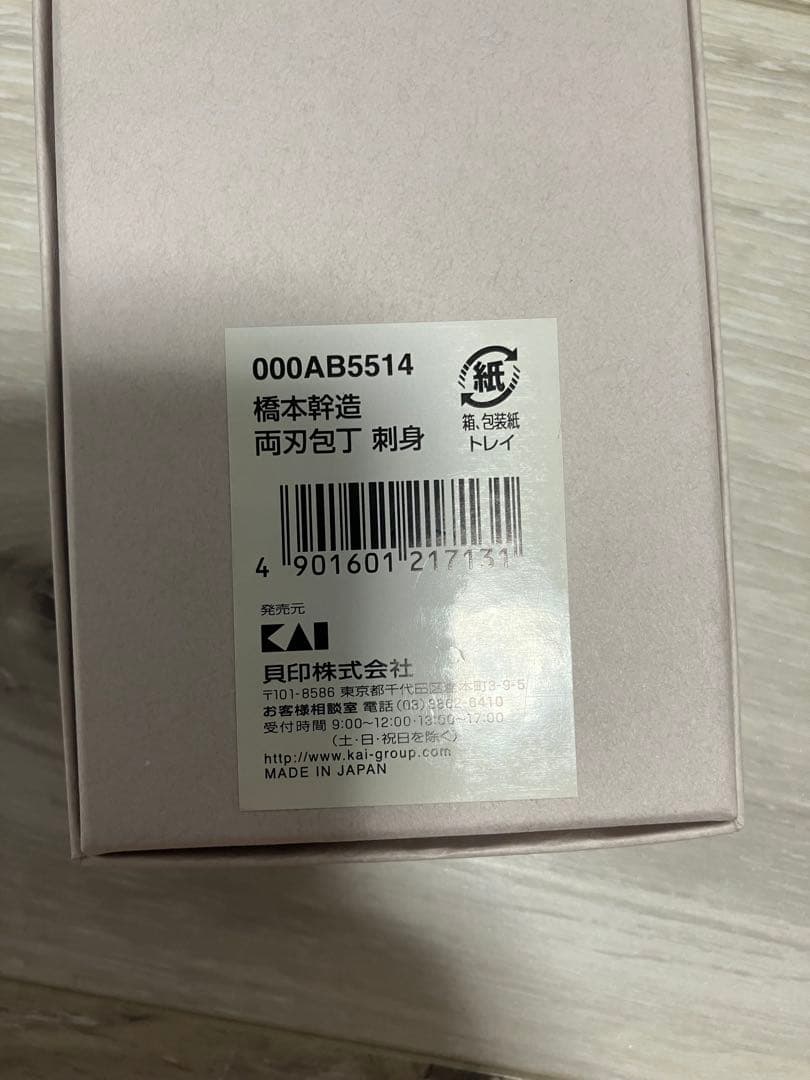 000AB5514
橋本幹造
両刃包丁 刺身
紙
箱、包装紙
トレイ
4 901601 217131
発売元
KAI
貝印株式会社
〒101-8586 東京都千代田区岩本町3-9-5
お客様相談室 電話(03)3862-6410
受付時間 9:00~12:00・13:00~17:00
(土・日・祝日を除く)
http://www.kai-group.com
MADE IN JAPAN